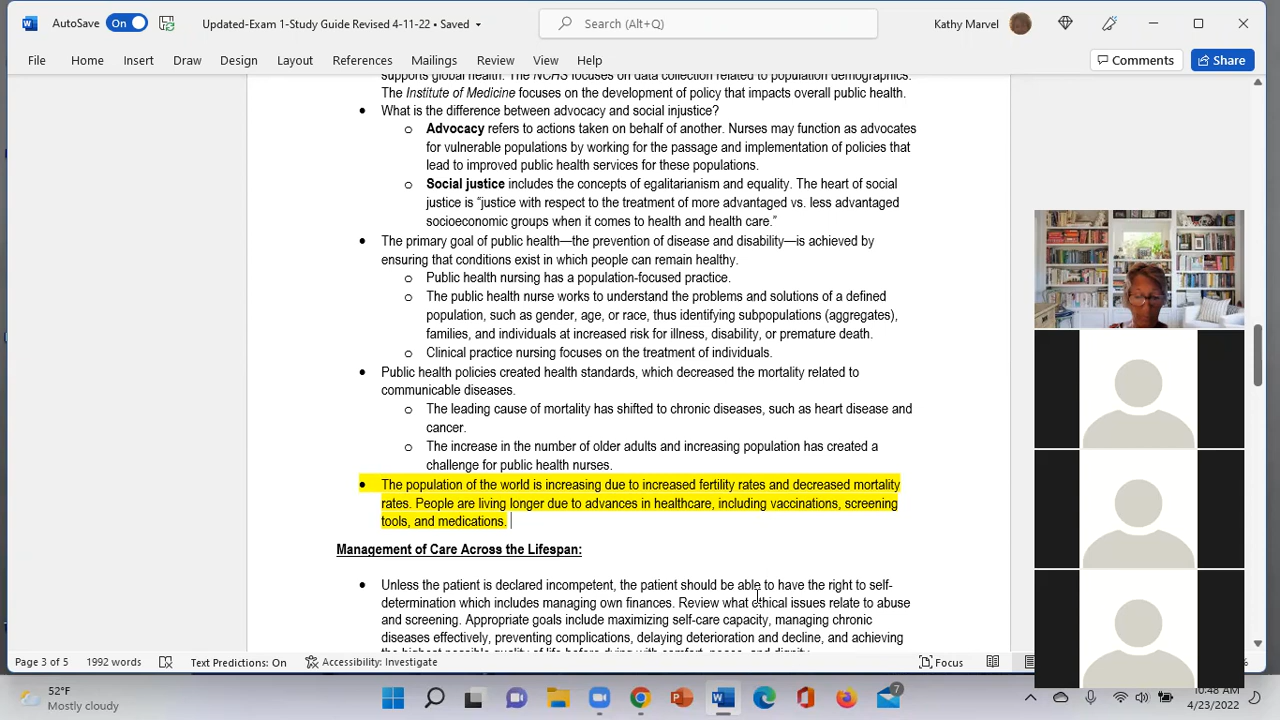 AutoSave On Updated-Exam 1-Study Guide Revised 4-11-22 • Saved Search (Alt+Q) Kathy Marvel
File Home Insert Draw Design Layout References Mailings Review View Help Comments Share
supports global health. The NCHS focuses on data collection related to population demographics.
The Institute of Medicine focuses on the development of policy that impacts overall public health.
• What is the difference between advocacy and social injustice?
o Advocacy refers to actions taken on behalf of another. Nurses may function as advocates
for vulnerable populations by working for the passage and implementation of policies that
lead to improved public health services for these populations.
o Social justice includes the concepts of egalitarianism and equality. The heart of social
justice is “justice with respect to the treatment of more advantaged vs. less advantaged
socioeconomic groups when it comes to health and health care.”
• The primary goal of public health—the prevention of disease and disability—is achieved by
ensuring that conditions exist in which people can remain healthy.
o Public health nursing has a population-focused practice.
o The public health nurse works to understand the problems and solutions of a defined
population, such as gender, age, or race, thus identifying subpopulations (aggregates),
families, and individuals at increased risk for illness, disability, or premature death.
o Clinical practice nursing focuses on the treatment of individuals.
• Public health policies created health standards, which decreased the mortality related to
communicable diseases.
o The leading cause of mortality has shifted to chronic diseases, such as heart disease and
cancer.
o The increase in the number of older adults and increasing population has created a
challenge for public health nurses.
• The population of the world is increasing due to increased fertility rates and decreased mortality
rates. People are living longer due to advances in healthcare, including vaccinations, screening
tools, and medications.
Management of Care Across the Lifespan:
• Unless the patient is declared incompetent, the patient should be able to have the right to self-
determination which includes managing own finances. Review what ethical issues relate to abuse
and screening. Appropriate goals include maximizing self-care capacity, managing chronic
diseases effectively, preventing complications, delaying deterioration and decline, and achieving
the highest possible quality of life before dying with comfort, peace, and dignity.
Page 3 of 5 1992 words Text Predictions: On Accessibility: Investigate Focus
52°F
Mostly cloudy
7
10:48 AM
4/23/2022